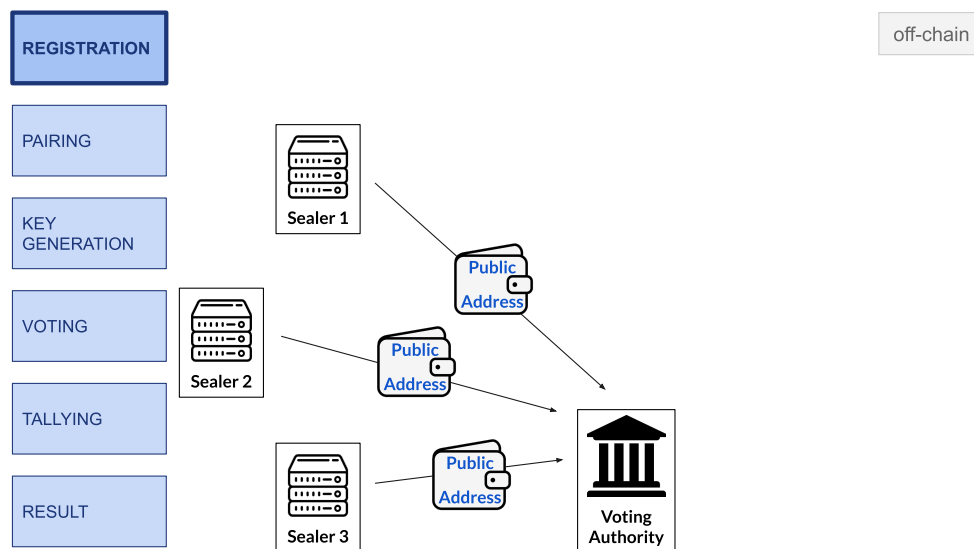 REGISTRATION
off-chain
PAIRING
KEY
GENERATION
VOTING
TALLYING
RESULT
Sealer 1
Public
Address
Sealer 2
Public
Address
Sealer 3
Public
Address
Voting
Authority